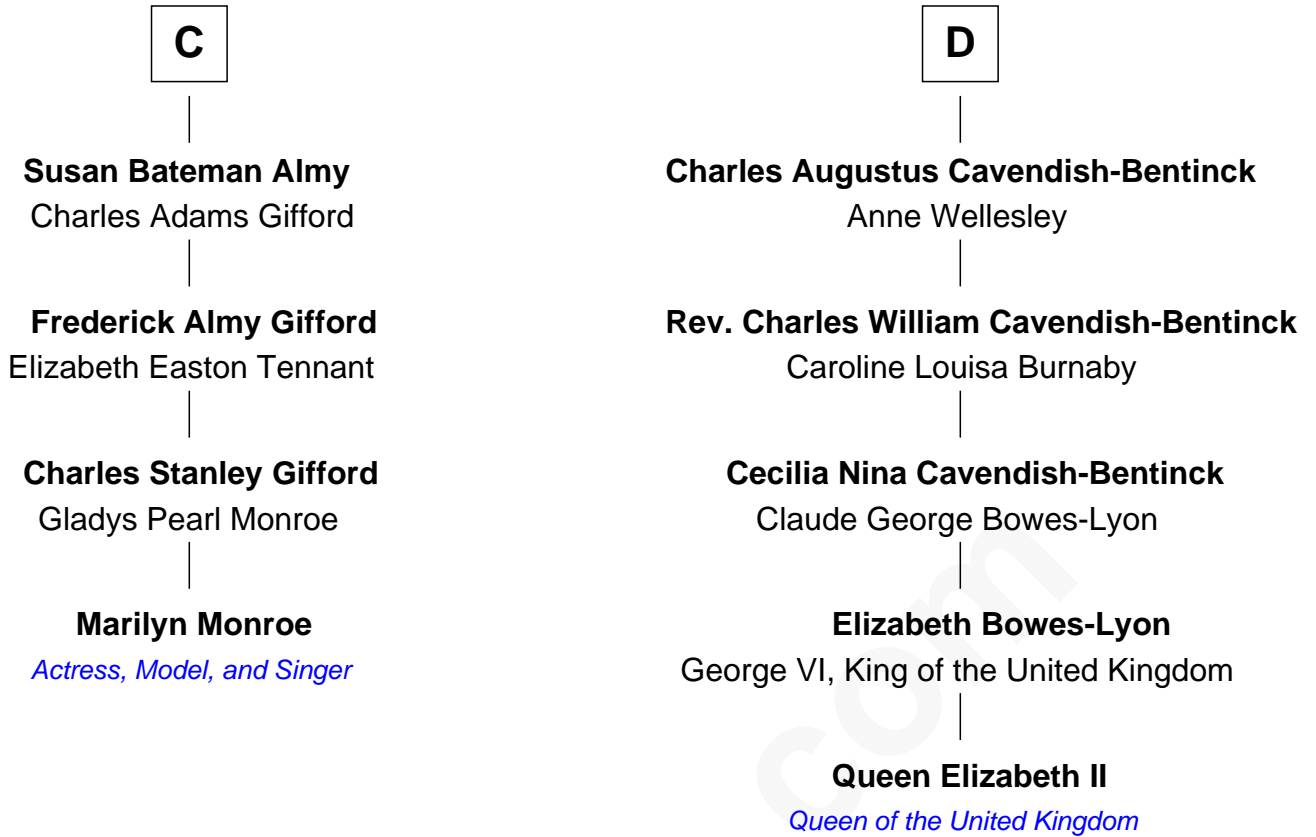 C
Susan Bateman Almy
Charles Adams Gifford
Frederick Almy Gifford
Elizabeth Easton Tennant
Charles Stanley Gifford
Gladys Pearl Monroe
Marilyn Monroe
Actress, Model, and Singer
D
Charles Augustus Cavendish-Bentinck
Anne Wellesley
Rev. Charles William Cavendish-Bentinck
Caroline Louisa Burnaby
Cecilia Nina Cavendish-Bentinck
Claude George Bowes-Lyon
Elizabeth Bowes-Lyon
George VI, King of the United Kingdom
Queen Elizabeth II
Queen of the United Kingdom
com